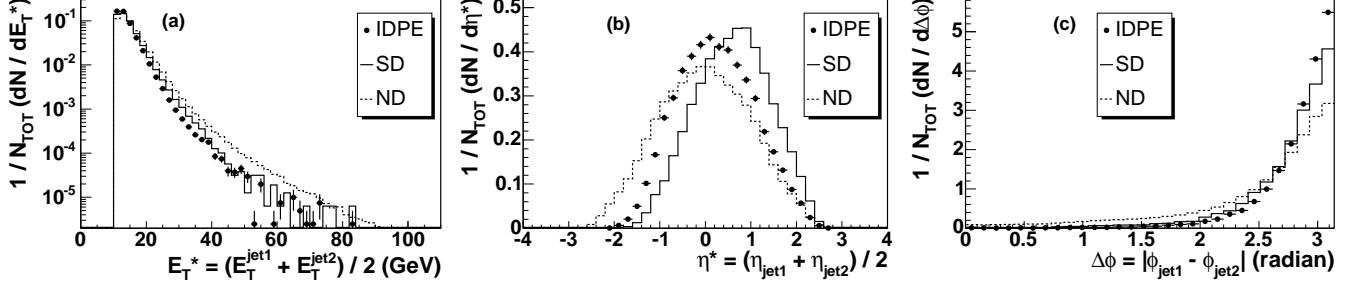 1 / N_TOT (dN / dE_T*)
10^-1
10^-2
10^-3
10^-4
10^-5
(a)
IDPE
SD
ND
0 20 40 60 80 100
E_T* = (E_T^jet1 + E_T^jet2) / 2 (GeV)
1 / N_TOT (dN / dη*)
0.5
0.4
0.3
0.2
0.1
0
(b)
IDPE
SD
ND
-4 -3 -2 -1 0 1 2 3 4
η* = (η_jet1 + η_jet2) / 2
1 / N_TOT (dN / dΔφ)
5
4
3
2
1
0
(c)
IDPE
SD
ND
0 0.5 1 1.5 2 2.5 3
Δφ = |φ_jet1 - φ_jet2| (radian)